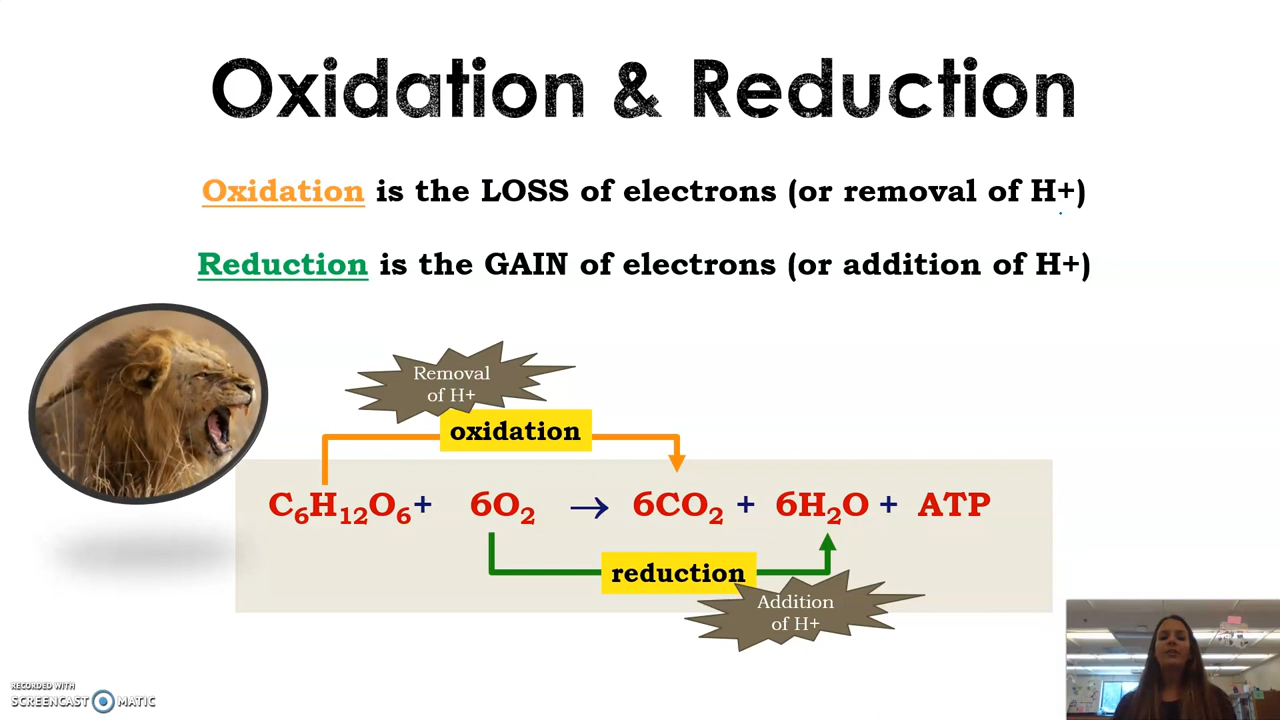 Oxidation & Reduction
Oxidation is the LOSS of electrons (or removal of H+)
Reduction is the GAIN of electrons (or addition of H+)
Removal
of H+
oxidation
C₆H₁₂O₆+ 6O₂ → 6CO₂ + 6H₂O + ATP
reduction
Addition
of H+
RECORDED WITH
SCREENCAST MATIC